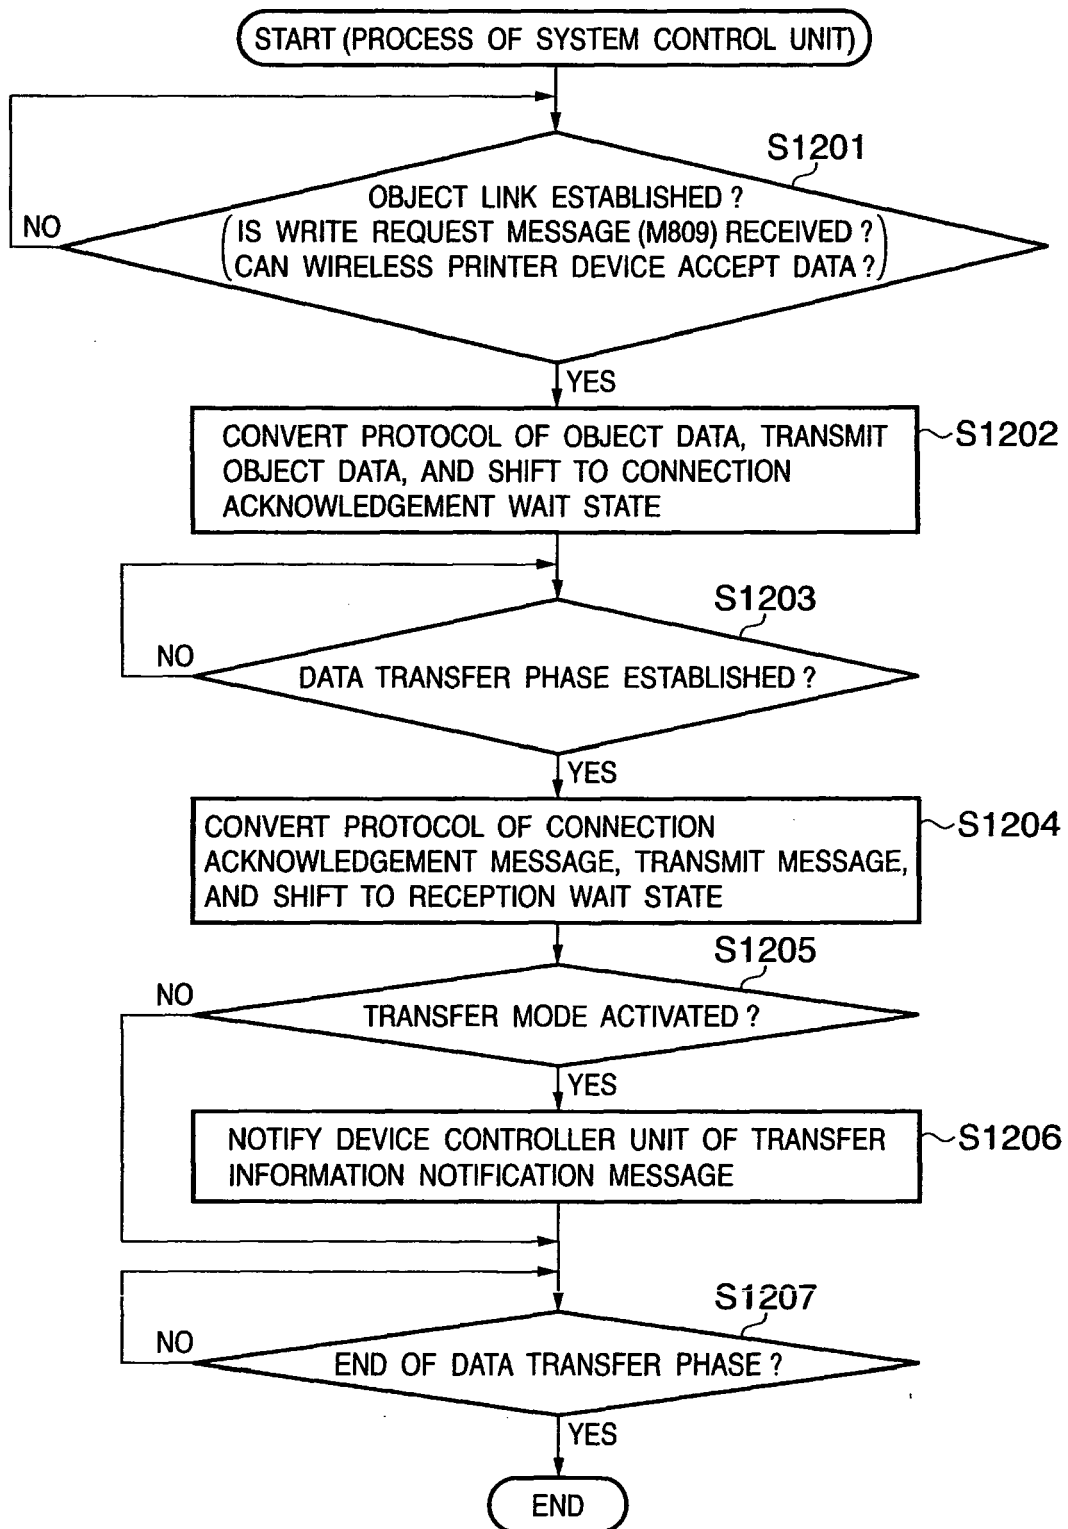 START (PROCESS OF SYSTEM CONTROL UNIT)
S1201
OBJECT LINK ESTABLISHED ?
NO
(IS WRITE REQUEST MESSAGE (M809) RECEIVED ?
CAN WIRELESS PRINTER DEVICE ACCEPT DATA ?)
YES
CONVERT PROTOCOL OF OBJECT DATA, TRANSMIT
OBJECT DATA, AND SHIFT TO CONNECTION
ACKNOWLEDGEMENT WAIT STATE
S1202
S1203
NO
DATA TRANSFER PHASE ESTABLISHED ?
YES
CONVERT PROTOCOL OF CONNECTION
ACKNOWLEDGEMENT MESSAGE, TRANSMIT MESSAGE,
AND SHIFT TO RECEPTION WAIT STATE
S1204
S1205
NO
TRANSFER MODE ACTIVATED ?
YES
NOTIFY DEVICE CONTROLLER UNIT OF TRANSFER
INFORMATION NOTIFICATION MESSAGE
S1206
S1207
NO
END OF DATA TRANSFER PHASE ?
YES
END